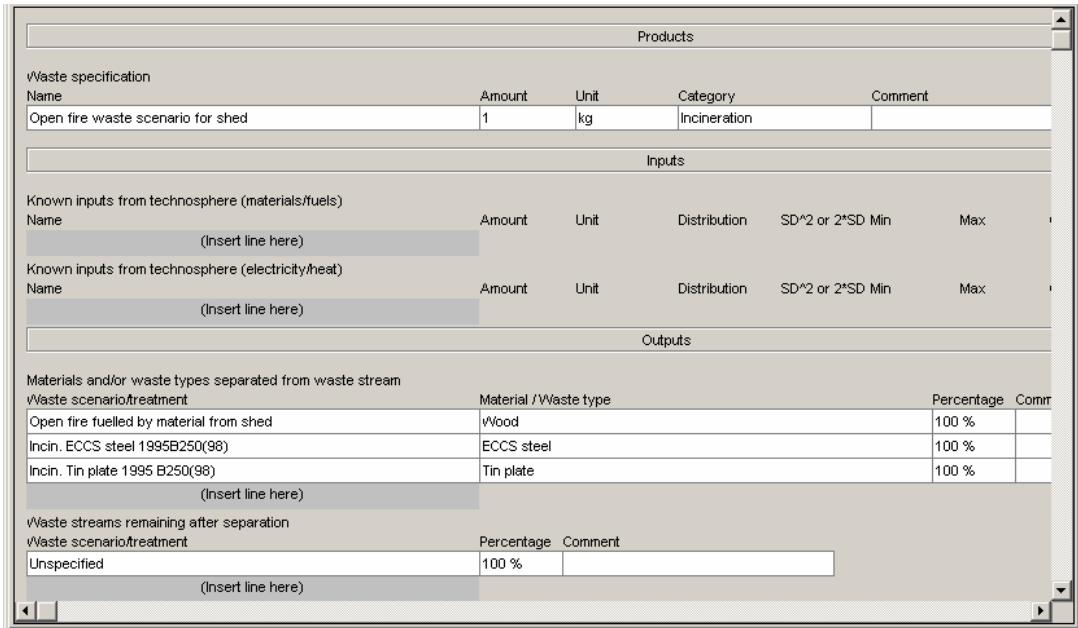 Products
Waste specification
Name Amount Unit Category Comment
Open fire waste scenario for shed 1 kg Incineration
Inputs
Known inputs from technosphere (materials/fuels)
Name Amount Unit Distribution SD^2 or 2*SD Min Max
(Insert line here)
Known inputs from technosphere (electricity/heat)
Name Amount Unit Distribution SD^2 or 2*SD Min Max
(Insert line here)
Outputs
Materials and/or waste types separated from waste stream
Waste scenario/treatment Material / Waste type Percentage Comm
Open fire fuelled by material from shed Wood 100 %
Incin. ECCS steel 1995B250(98) ECCS steel 100 %
Incin. Tin plate 1995 B250(98) Tin plate 100 %
(Insert line here)
Waste streams remaining after separation
Waste scenario/treatment Percentage Comment
Unspecified 100 %
(Insert line here)